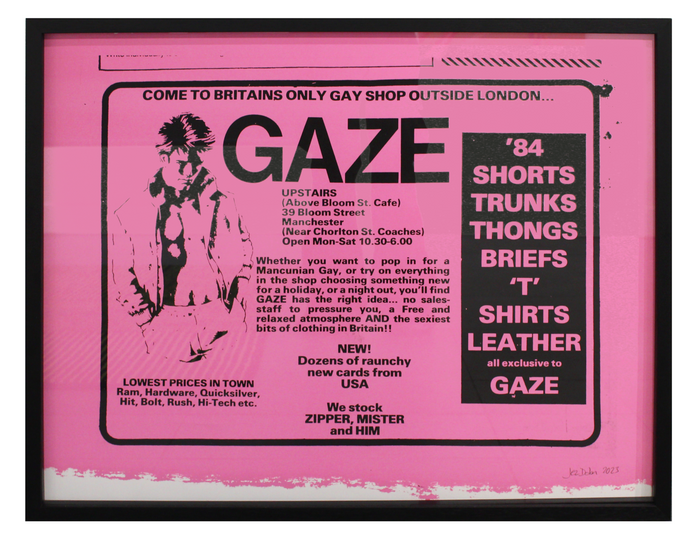 COME TO BRITAINS ONLY GAY SHOP OUTSIDE LONDON...
GAZE
UPSTAIRS
(Above Bloom St. Cafe)
39 Bloom Street
Manchester
(Near Chorlton St. Coaches)
Open Mon-Sat 10.30-6.00
Whether you want to pop in for a
Mancunian Gay, or try on everything
in the shop choosing something new
for a holiday, or a night out, you'll find
GAZE has the right idea... no sales-
staff to pressure you, a Free and
relaxed atmosphere AND the sexiest
bits of clothing in Britain!!
NEW!
Dozens of raunchy
new cards from
USA
We stock
ZIPPER, MISTER
and HIM
LOWEST PRICES IN TOWN
Ram, Hardware, Quicksilver,
Hit, Bolt, Rush, Hi-Tech etc.
'84
SHORTS
TRUNKS
THONGS
BRIEFS
'T'
SHIRTS
LEATHER
all exclusive to
GAZE
2023